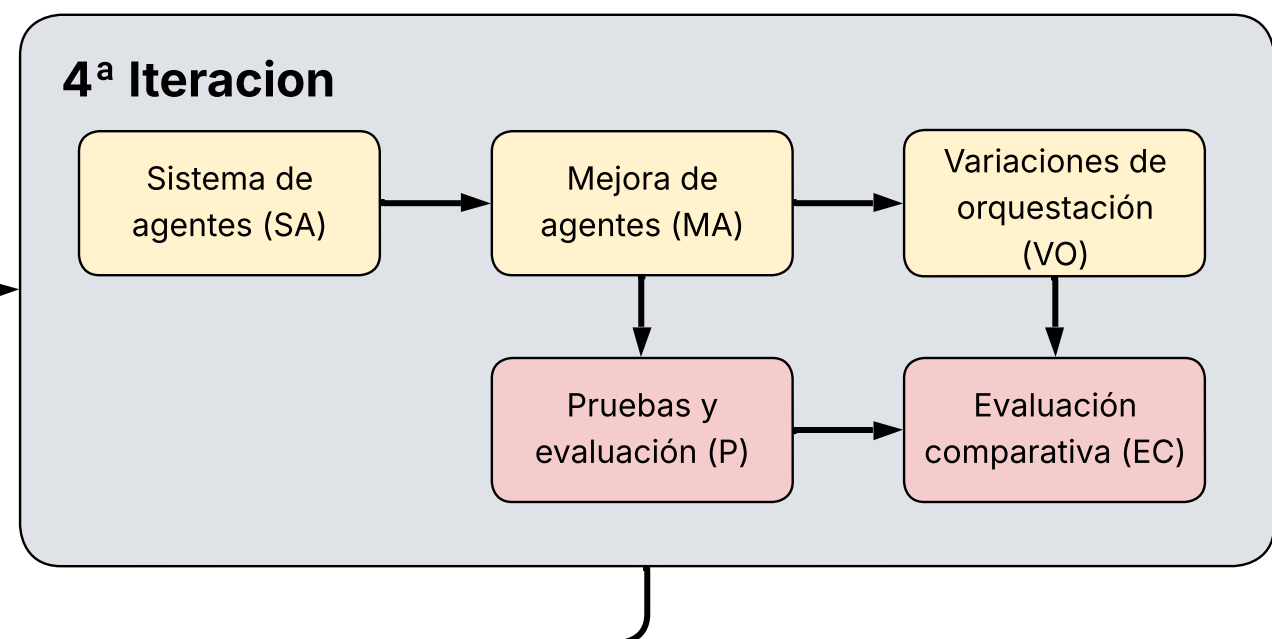 4ª Iteracion
Sistema de
agentes (SA)
Mejora de
agentes (MA)
Variaciones de
orquestación
(VO)
Pruebas y
evaluación (P)
Evaluación
comparativa (EC)